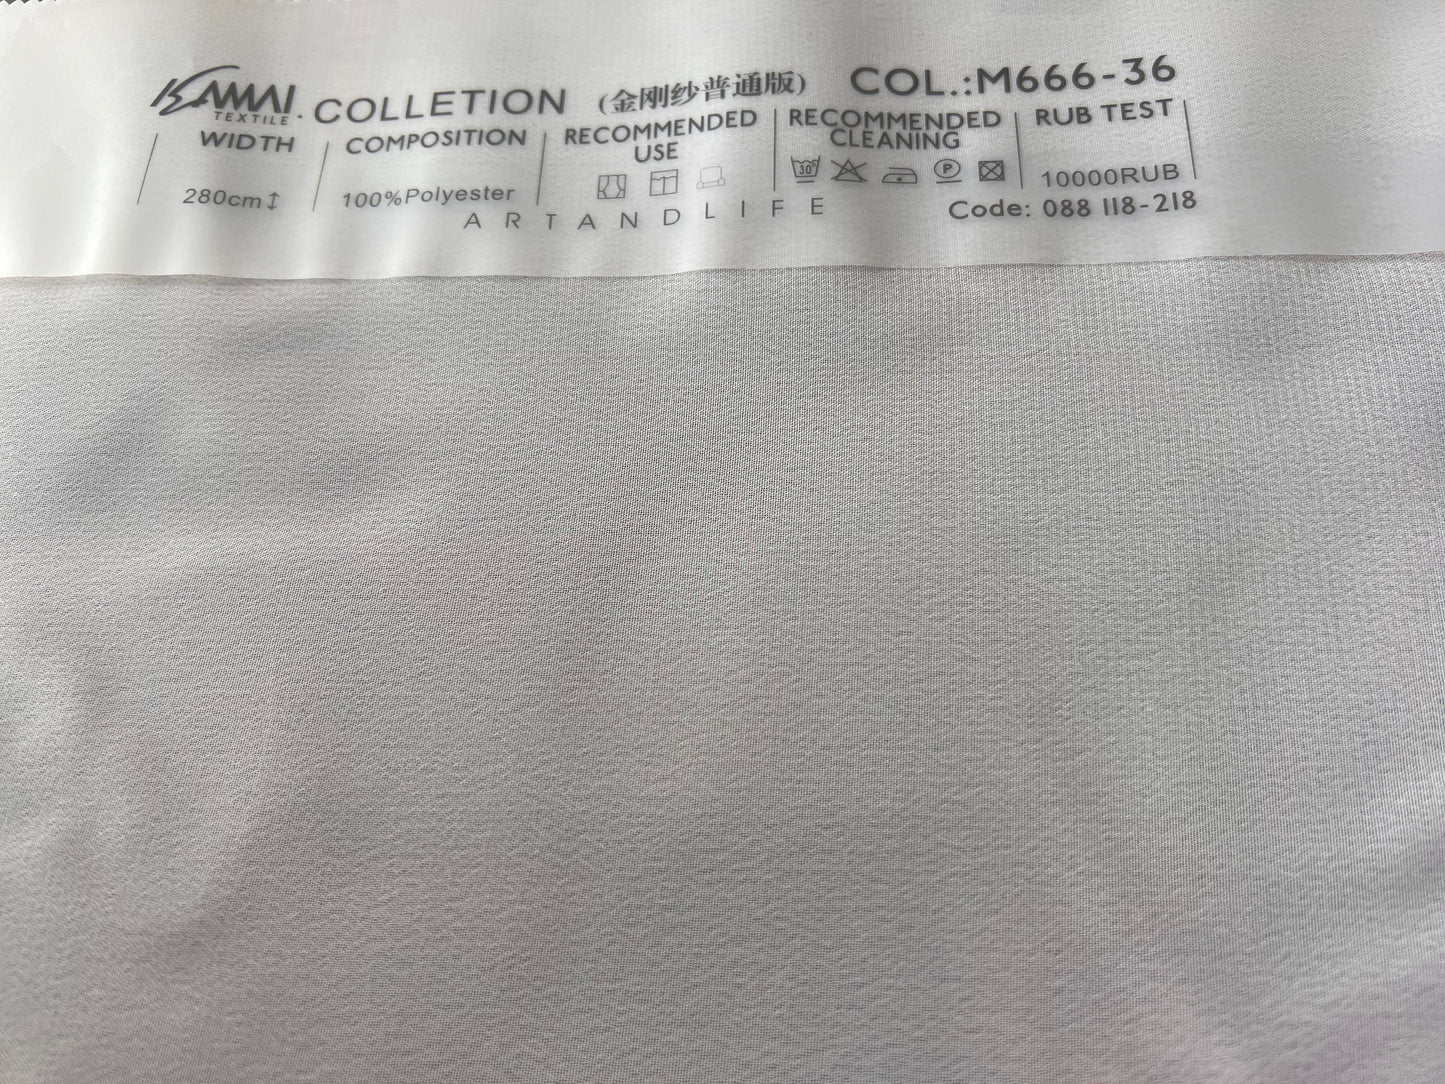 KAMAI TEXTILE. COLLETION (金刚纱普通版) COL.:M666-36
WIDTH COMPOSITION RECOMMENDED USE RECOMMENDED CLEANING RUB TEST
280cm 100%Polyester 30° P 10000RUB
ARTANDLIFE Code: 088 118-218